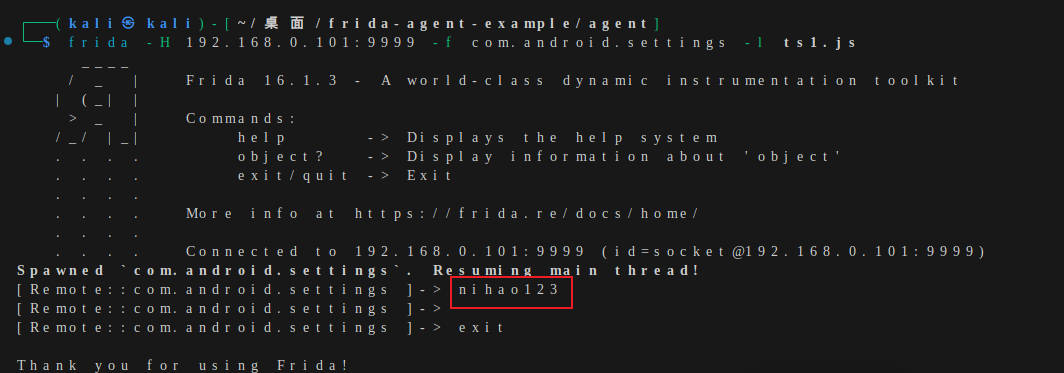 ┌──(kali㉿kali)-[~/桌面/frida-agent-example/agent]
└─$ frida -H 192.168.0.101:9999 -f com.android.settings -l ts1.js
     ____
    / _  |   Frida 16.1.3 - A world-class dynamic instrumentation toolkit
   | (_| |
    > _  |   Commands:
   /_/ |_|       help      -> Displays the help system
   . . . .       object?   -> Display information about 'object'
   . . . .       exit/quit -> Exit
   . . . .
   . . . .   More info at https://frida.re/docs/home/
   . . . .
   . . . .   Connected to 192.168.0.101:9999 (id=socket@192.168.0.101:9999)
Spawned `com.android.settings`. Resuming main thread!
[Remote::com.android.settings ]-> nihao123
[Remote::com.android.settings ]->
[Remote::com.android.settings ]-> exit
Thank you for using Frida!